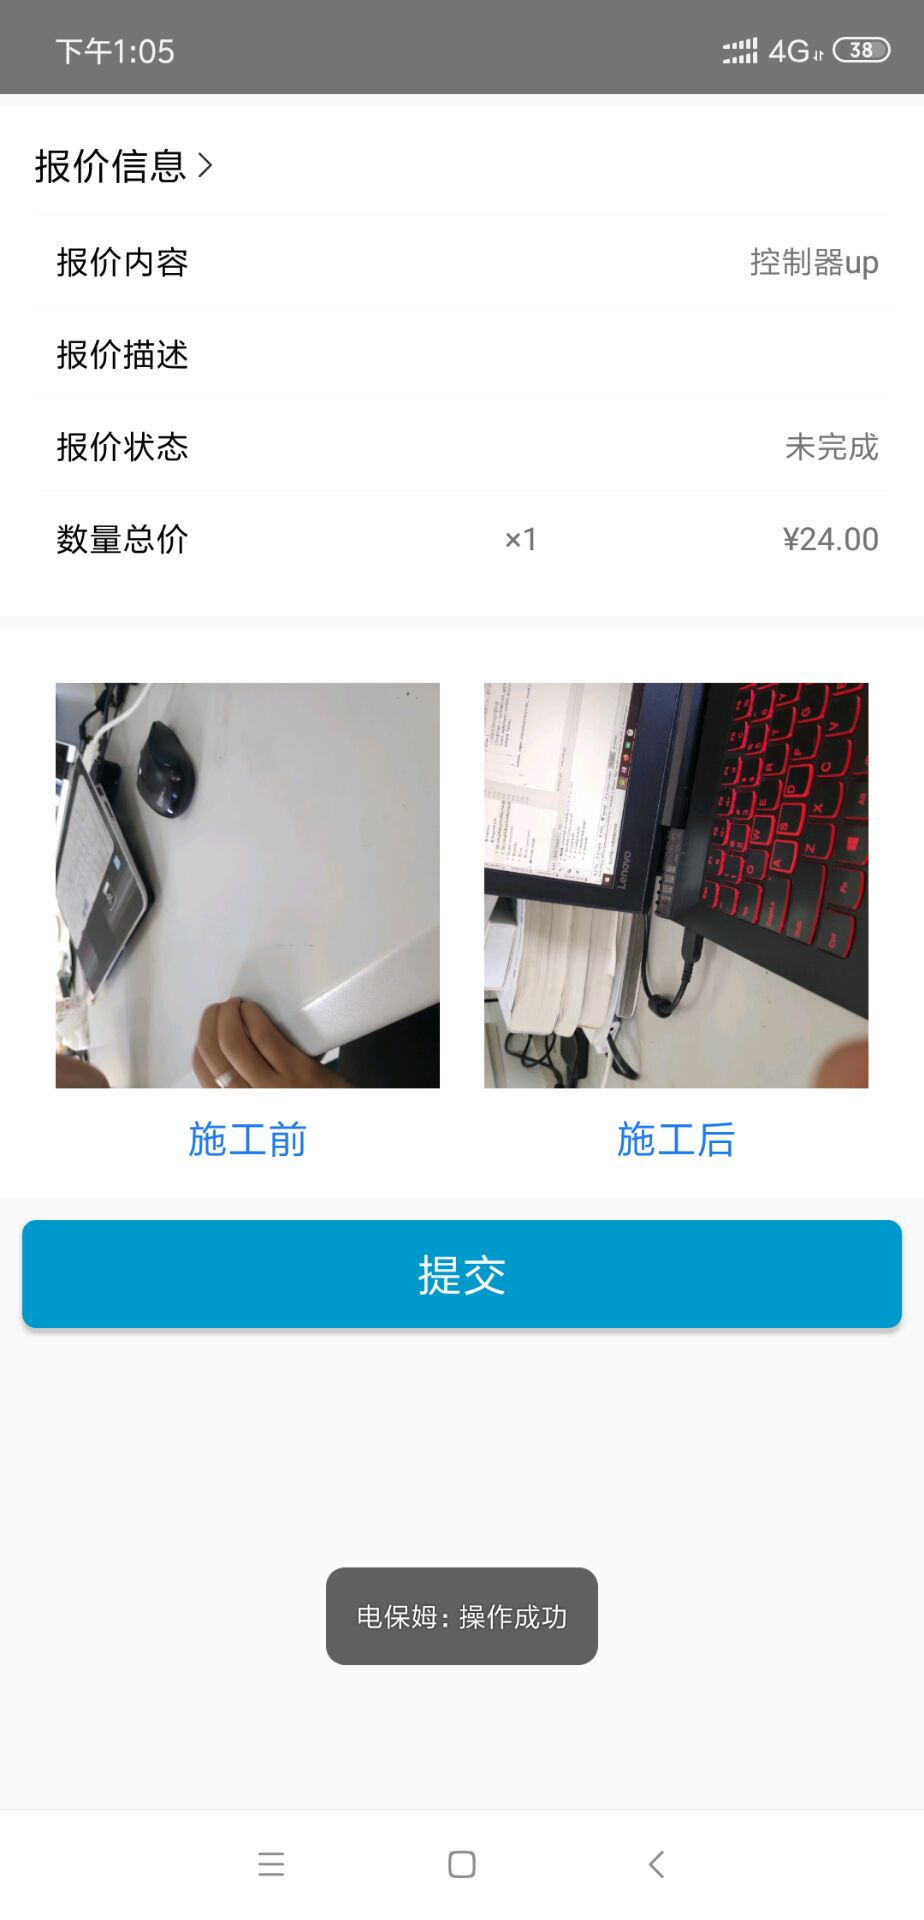 下午1:05
4G
38
报价信息
报价内容
控制器up
报价描述
报价状态
未完成
数量总价
×1
¥24.00
Lenovo
施工前
施工后
提交
电保姆：操作成功